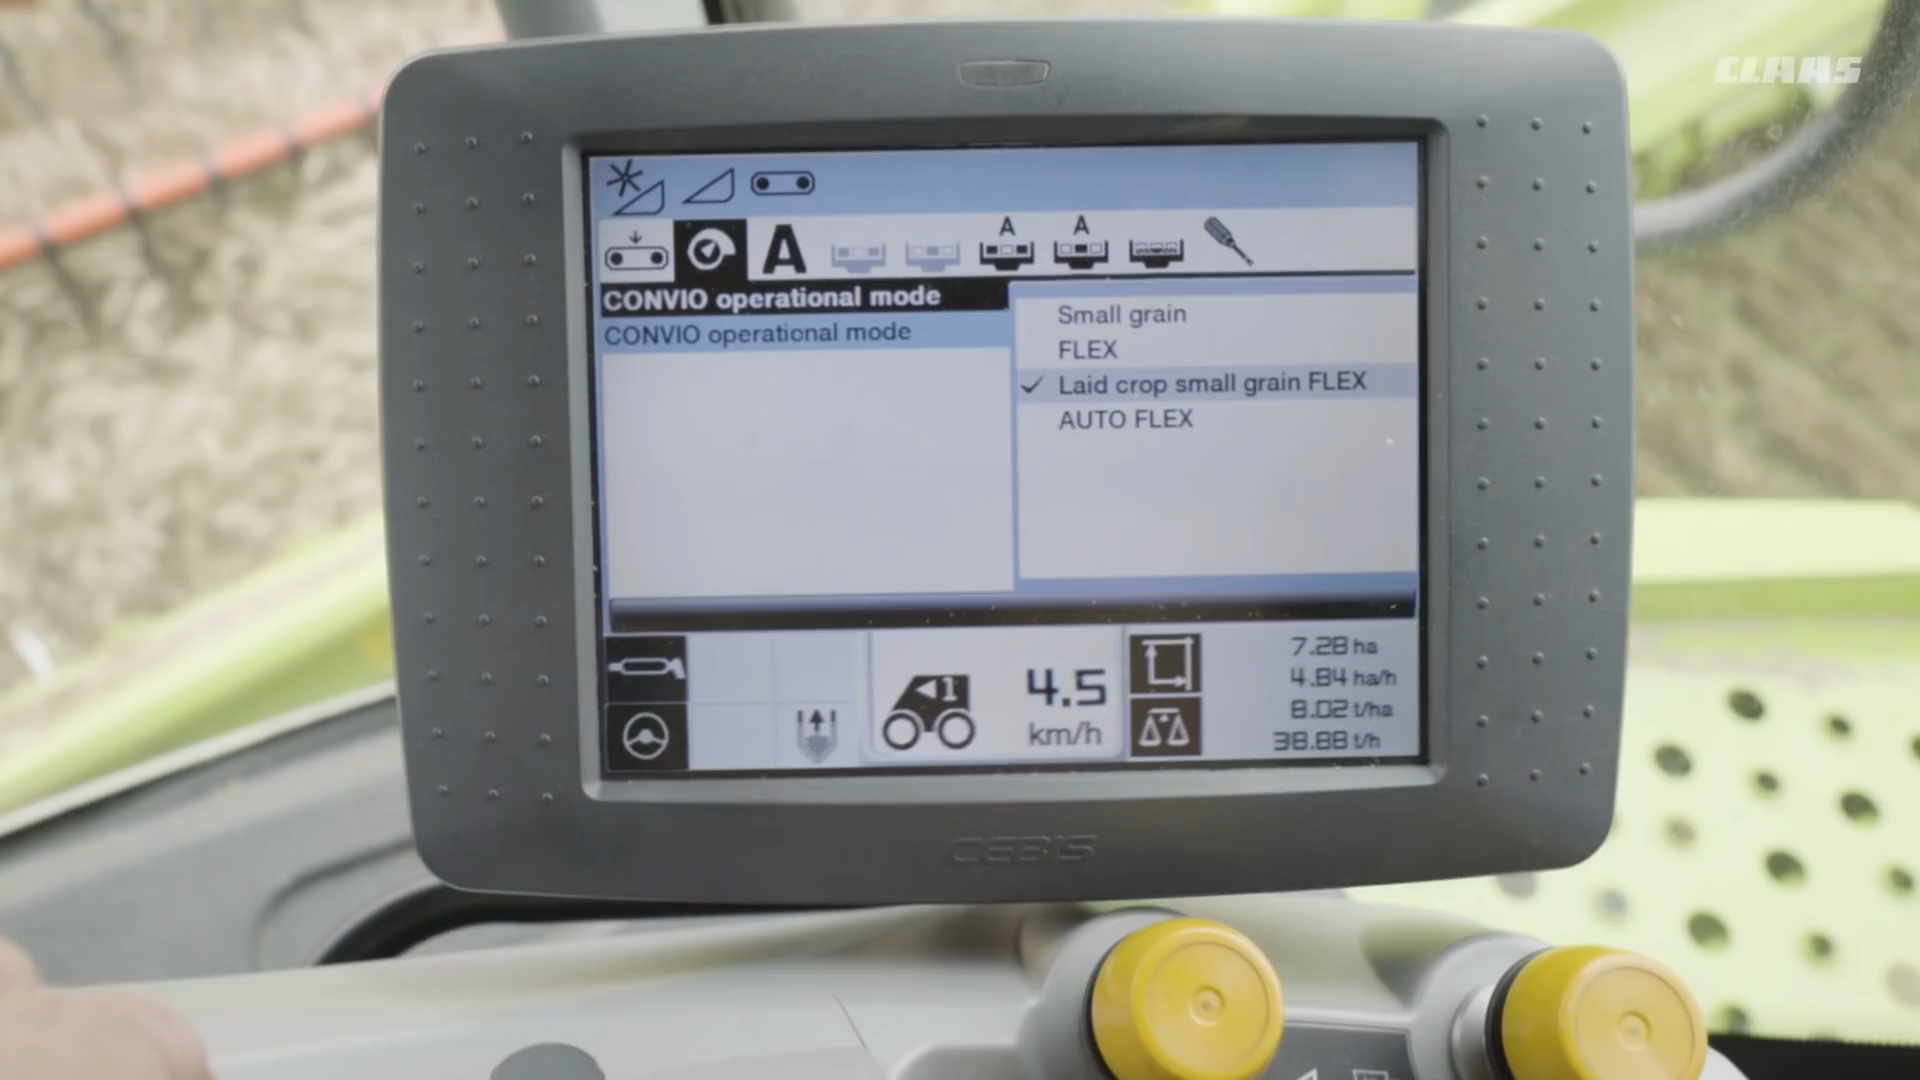 CLAAS
A
A
A
CONVIO operational mode
CONVIO operational mode
Small grain
FLEX
✓ Laid crop small grain FLEX
AUTO FLEX
1
4.5
km/h
7.28 ha
4.84 ha/h
8.02 t/ha
38.88 t/h
CEBIS